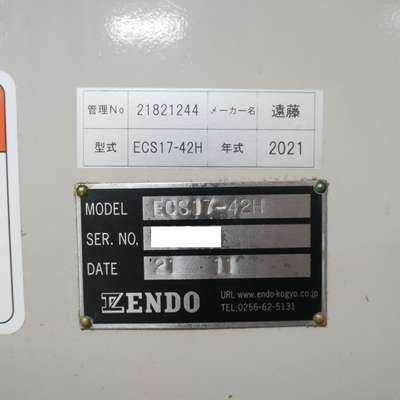 管理No 21821244 メーカー名 遠藤
型式 ECS17-42H 年式 2021
MODEL ECS17-42H
SER. NO.
DATE '21 11
ENDO
URL www.endo-kogyo.co.jp
TEL:0256-62-5131